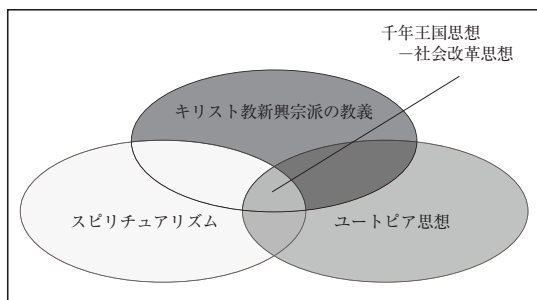 千年王国思想
―社会改革思想
キリスト教新興宗派の教義
スピリチュアリズム
ユートピア思想